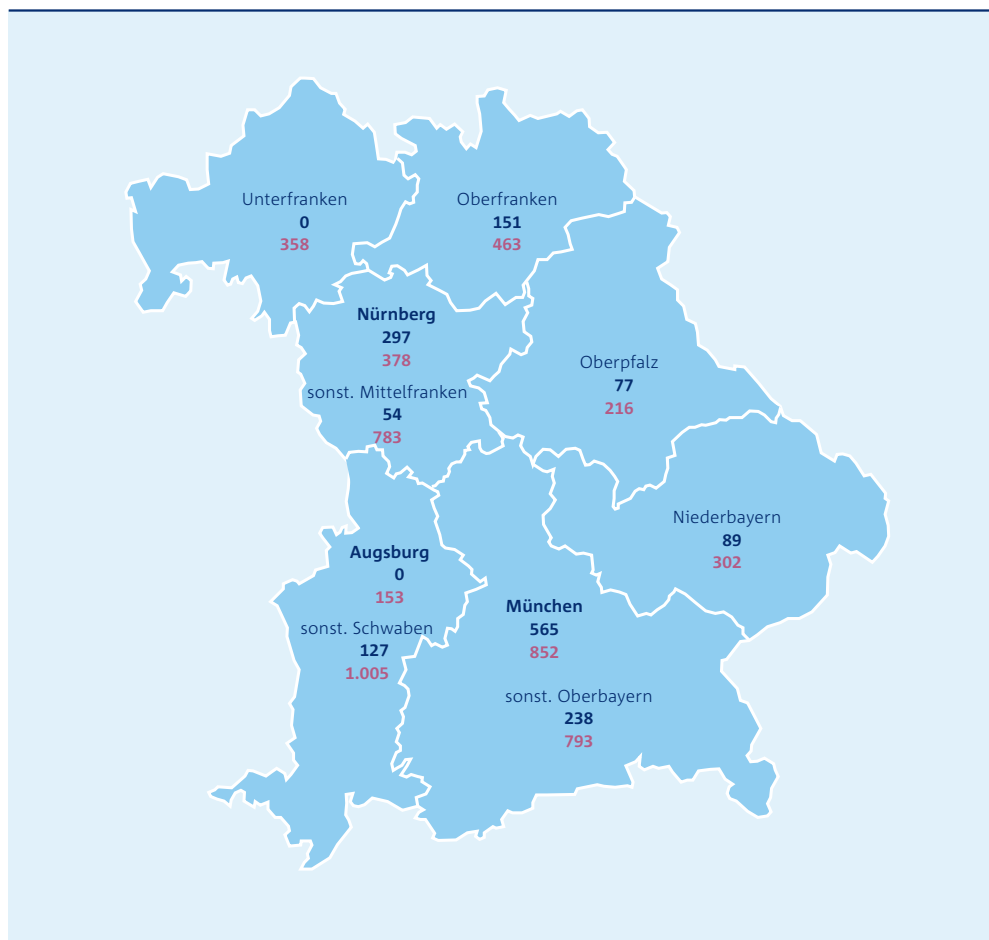 Unterfranken
0
358
Oberfranken
151
463
Nürnberg
297
378
sonst. Mittelfranken
54
783
Oberpfalz
77
216
Niederbayern
89
302
Augsburg
0
153
sonst. Schwaben
127
1.005
München
565
852
sonst. Oberbayern
238
793